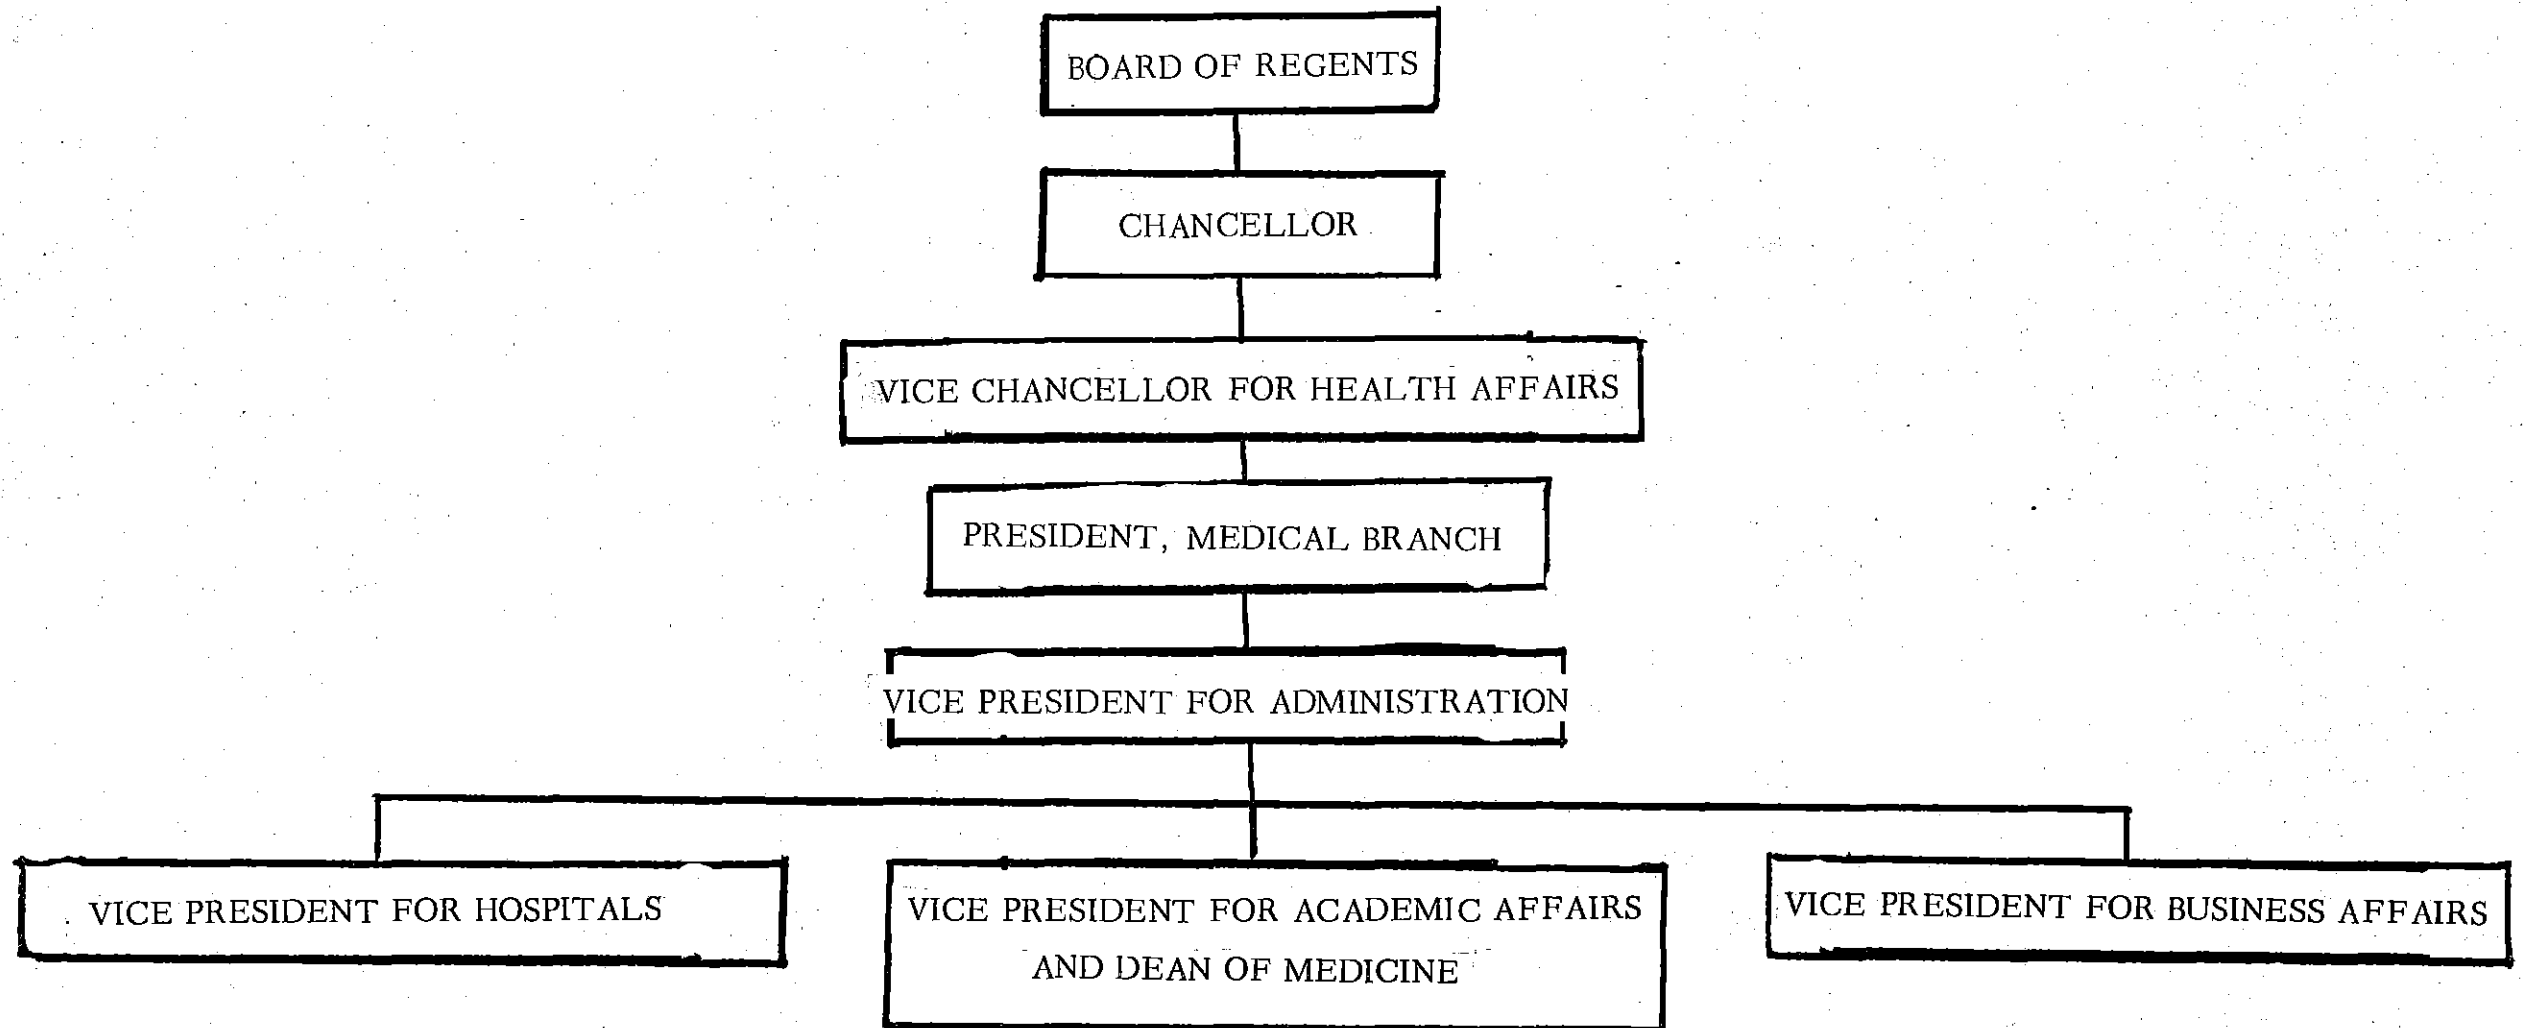 BOARD OF REGENTS
CHANCELLOR
VICE CHANCELLOR FOR HEALTH AFFAIRS
PRESIDENT, MEDICAL BRANCH
VICE PRESIDENT FOR ADMINISTRATION
VICE PRESIDENT FOR HOSPITALS
VICE PRESIDENT FOR ACADEMIC AFFAIRS
AND DEAN OF MEDICINE
VICE PRESIDENT FOR BUSINESS AFFAIRS